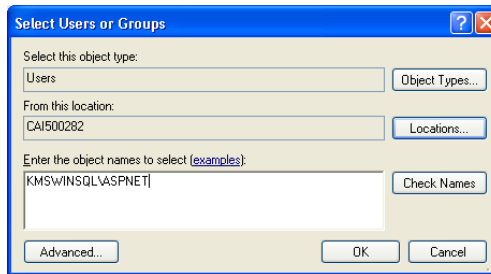 Select Users or Groups
Select this object type:
Users
Object Types...
From this location:
CAI500282
Locations...
Enter the object names to select (examples):
KMSWINSQL\ASPNET
Check Names
Advanced...
OK
Cancel